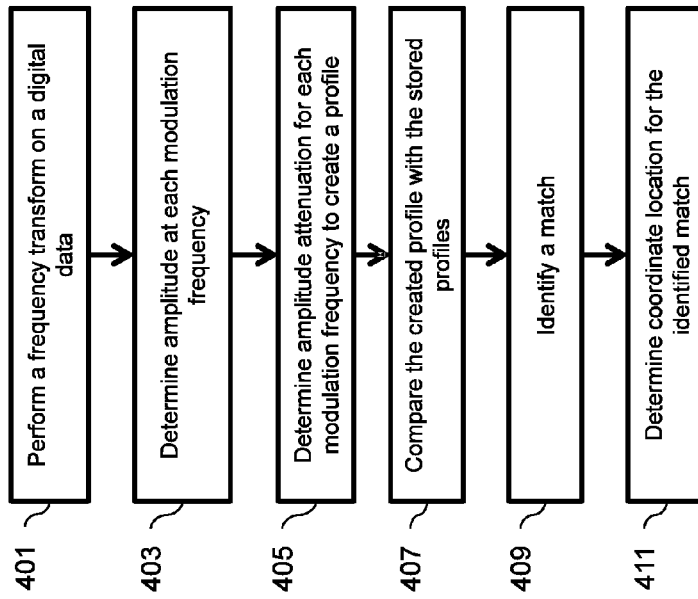 401
Perform a frequency transform on a digital
data
403
Determine amplitude at each modulation
frequency
405
Determine amplitude attenuation for each
modulation frequency to create a profile
407
Compare the created profile with the stored
profiles
409
Identify a match
411
Determine coordinate location for the
identified match